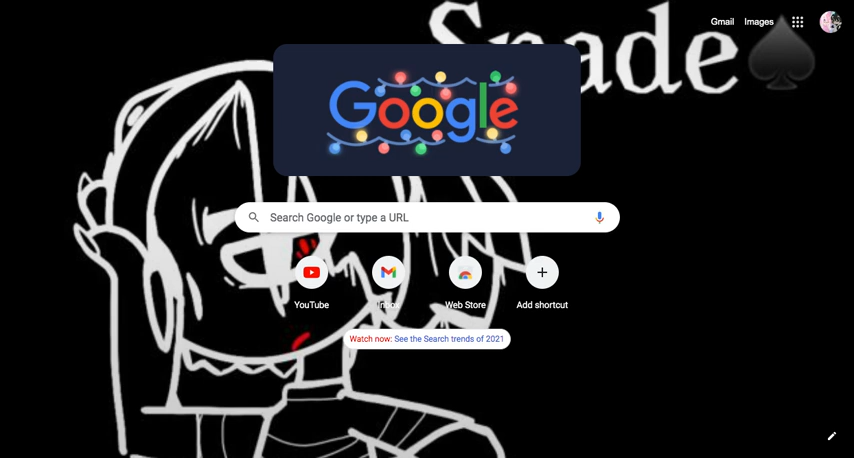 Gmail Images
Spade
Google
Search Google or type a URL
YouTube
Inbox
Web Store
Add shortcut
Watch now: See the Search trends of 2021